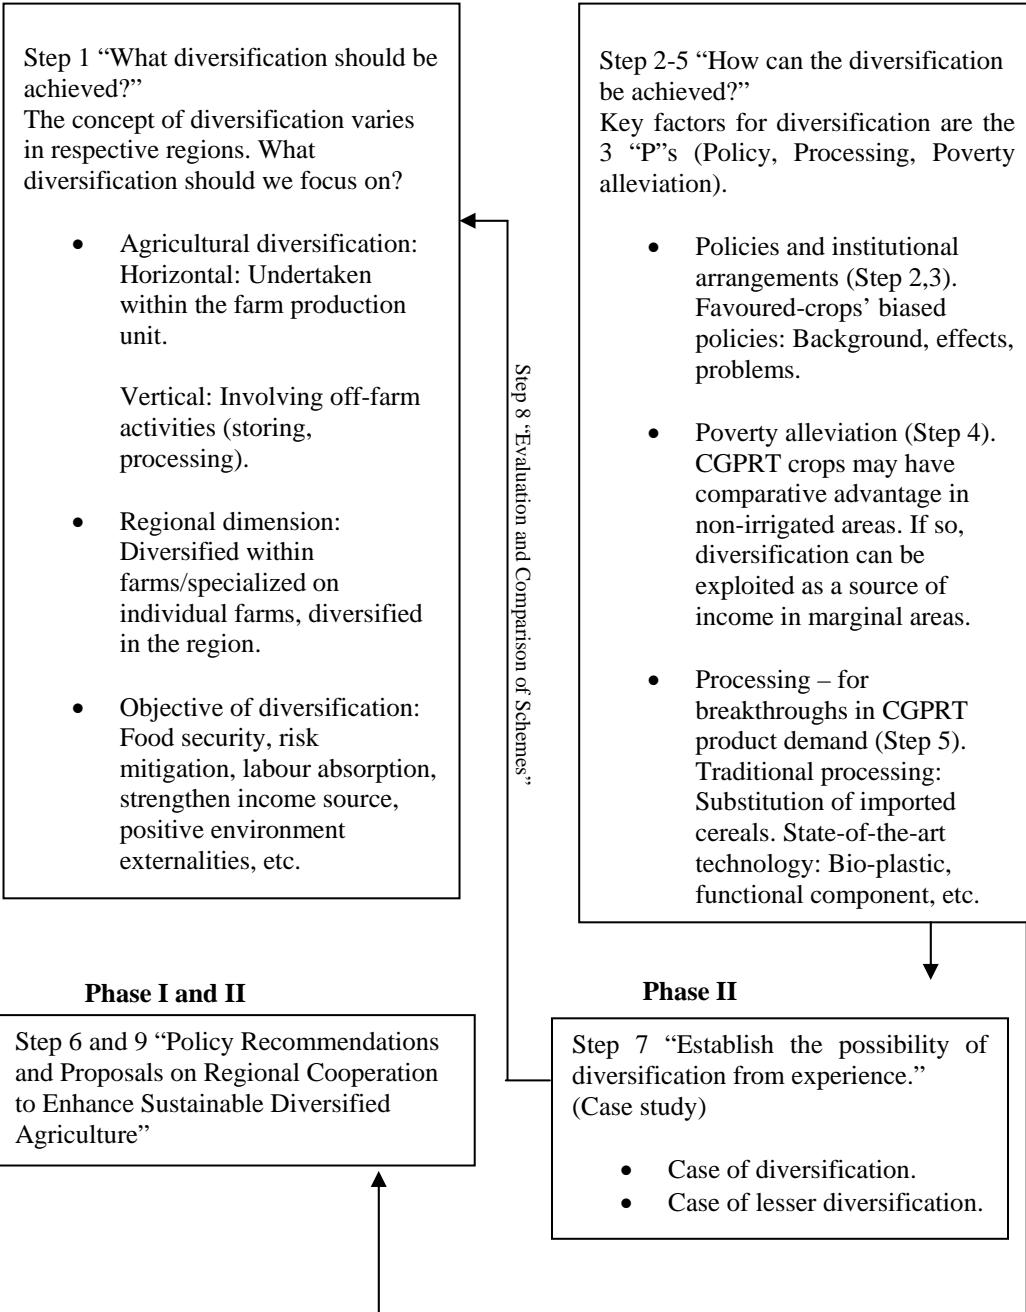 Step 1 “What diversification should be
achieved?”
The concept of diversification varies
in respective regions. What
diversification should we focus on?
• Agricultural diversification:
Horizontal: Undertaken
within the farm production
unit.
Vertical: Involving off-farm
activities (storing,
processing).
• Regional dimension:
Diversified within
farms/specialized on
individual farms, diversified
in the region.
• Objective of diversification:
Food security, risk
mitigation, labour absorption,
strengthen income source,
positive environment
externalities, etc.
Step 8 “Evaluation and Comparison of Schemes”
Step 2-5 “How can the diversification
be achieved?”
Key factors for diversification are the
3 “P”s (Policy, Processing, Poverty
alleviation).
• Policies and institutional
arrangements (Step 2,3).
Favoured-crops’ biased
policies: Background, effects,
problems.
• Poverty alleviation (Step 4).
CGPRT crops may have
comparative advantage in
non-irrigated areas. If so,
diversification can be
exploited as a source of
income in marginal areas.
• Processing – for
breakthroughs in CGPRT
product demand (Step 5).
Traditional processing:
Substitution of imported
cereals. State-of-the-art
technology: Bio-plastic,
functional component, etc.
Phase I and II
Step 6 and 9 “Policy Recommendations
and Proposals on Regional Cooperation
to Enhance Sustainable Diversified
Agriculture”
Phase II
Step 7 “Establish the possibility of
diversification from experience.”
(Case study)
• Case of diversification.
• Case of lesser diversification.